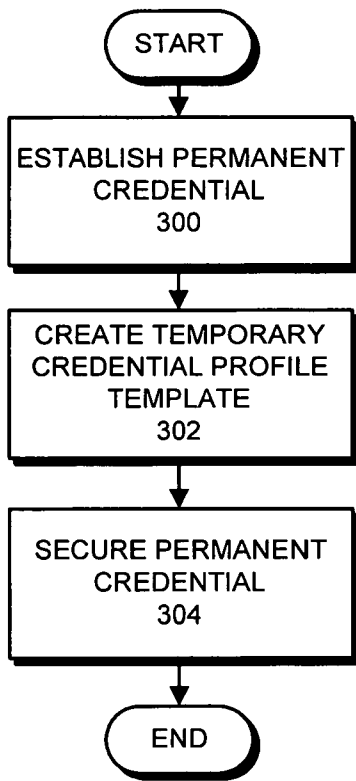 START
ESTABLISH PERMANENT
CREDENTIAL
300
CREATE TEMPORARY
CREDENTIAL PROFILE
TEMPLATE
302
SECURE PERMANENT
CREDENTIAL
304
END